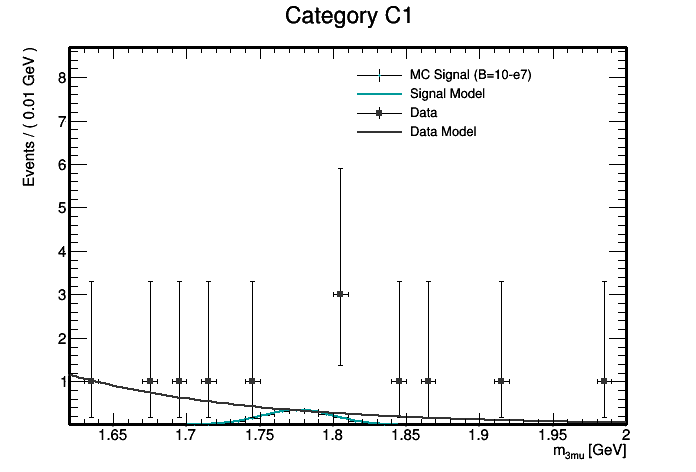 Category C1
Events / ( 0.01 GeV )
8
7
6
5
4
3
2
1
MC Signal (B=10-e7)
Signal Model
Data
Data Model
1.65 1.7 1.75 1.8 1.85 1.9 1.95 2
m3mu [GeV]